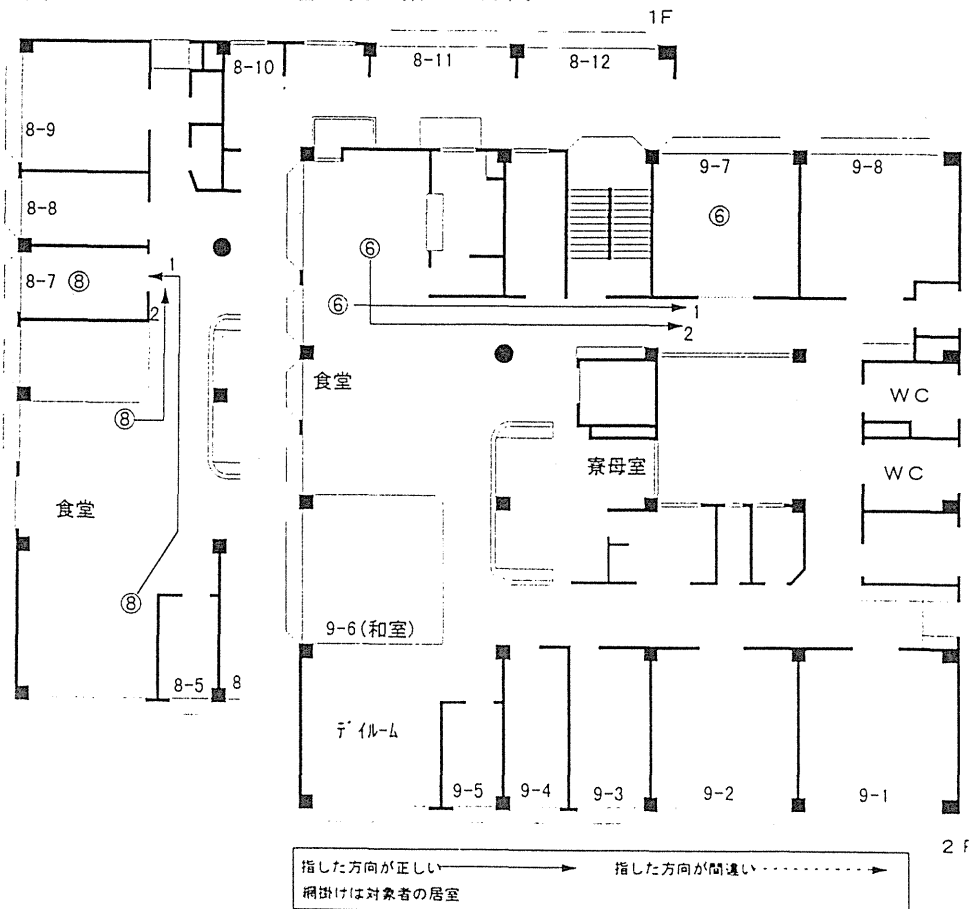 1F
8-10
8-11
8-12
8-9
8-8
8-7
⑧
1
2
⑧
食堂
⑧
8-5
8
9-7
9-8
⑥
⑥
⑥
1
2
食堂
WC
寮母室
WC
9-6(和室)
デイルーム
9-5
9-4
9-3
9-2
9-1
2F
指した方向が正しい
指した方向が間違い
網掛けは対象者の居室